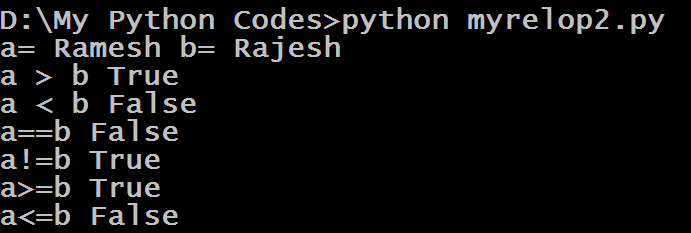 D:\My Python Codes>python myrelop2.py
a= Ramesh b= Rajesh
a > b True
a < b False
a==b False
a!=b True
a>=b True
a<=b False